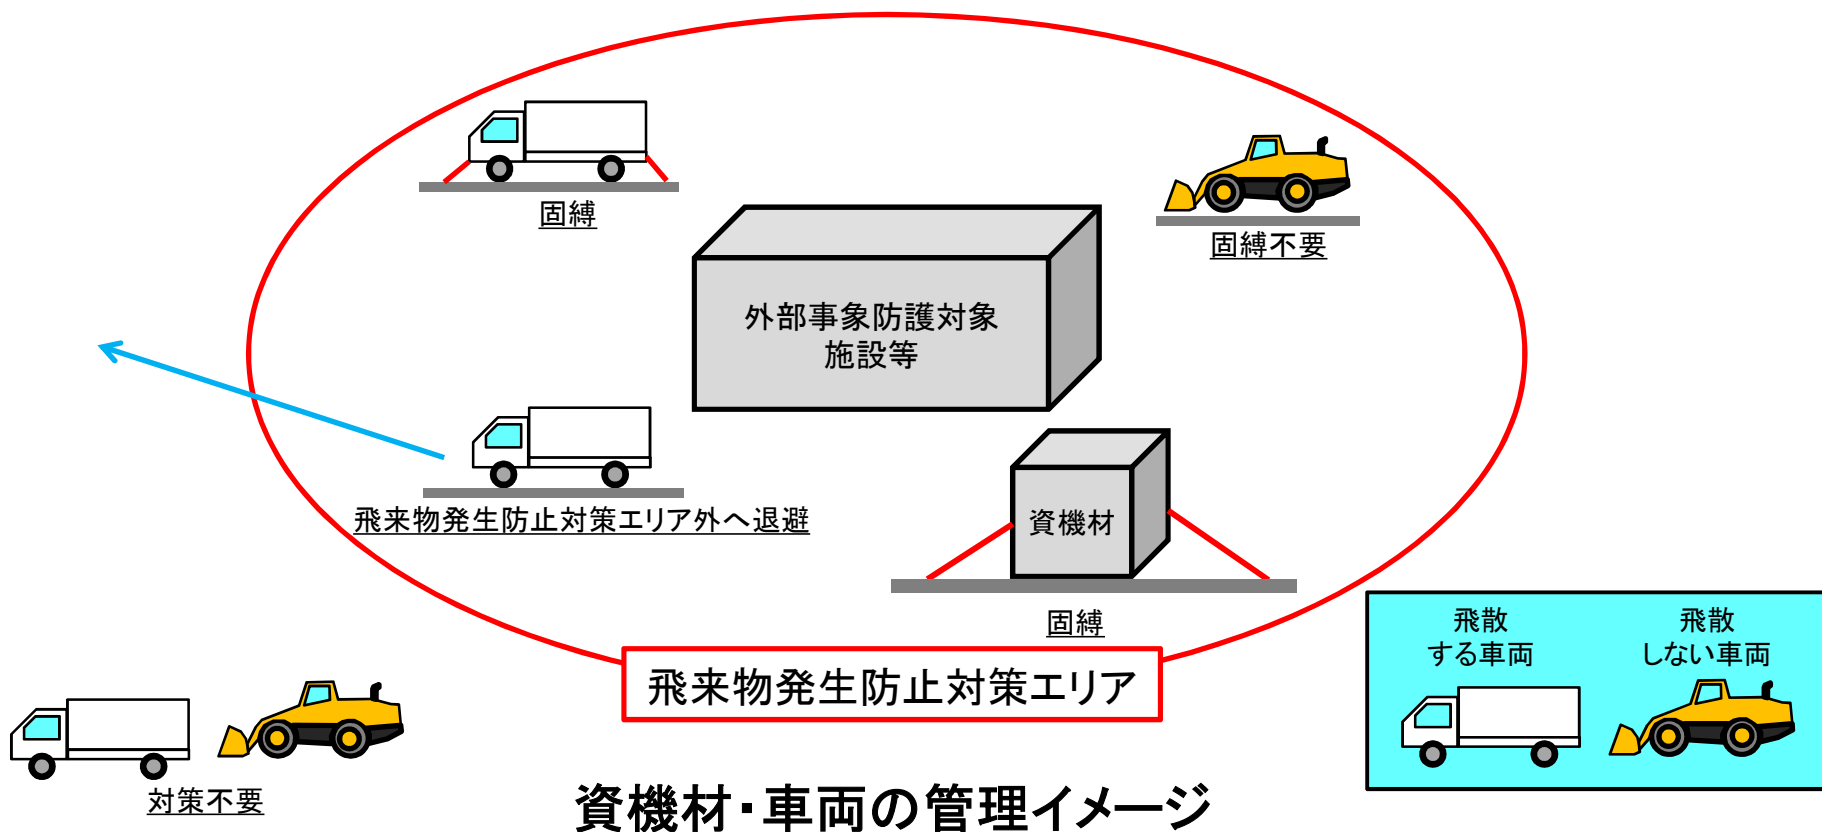 固縛
固縛不要
外部事象防護対象
施設等
飛来物発生防止対策エリア外へ退避
資機材
固縛
飛来物発生防止対策エリア
飛散
する車両
飛散
しない車両
対策不要
資機材・車両の管理イメージ